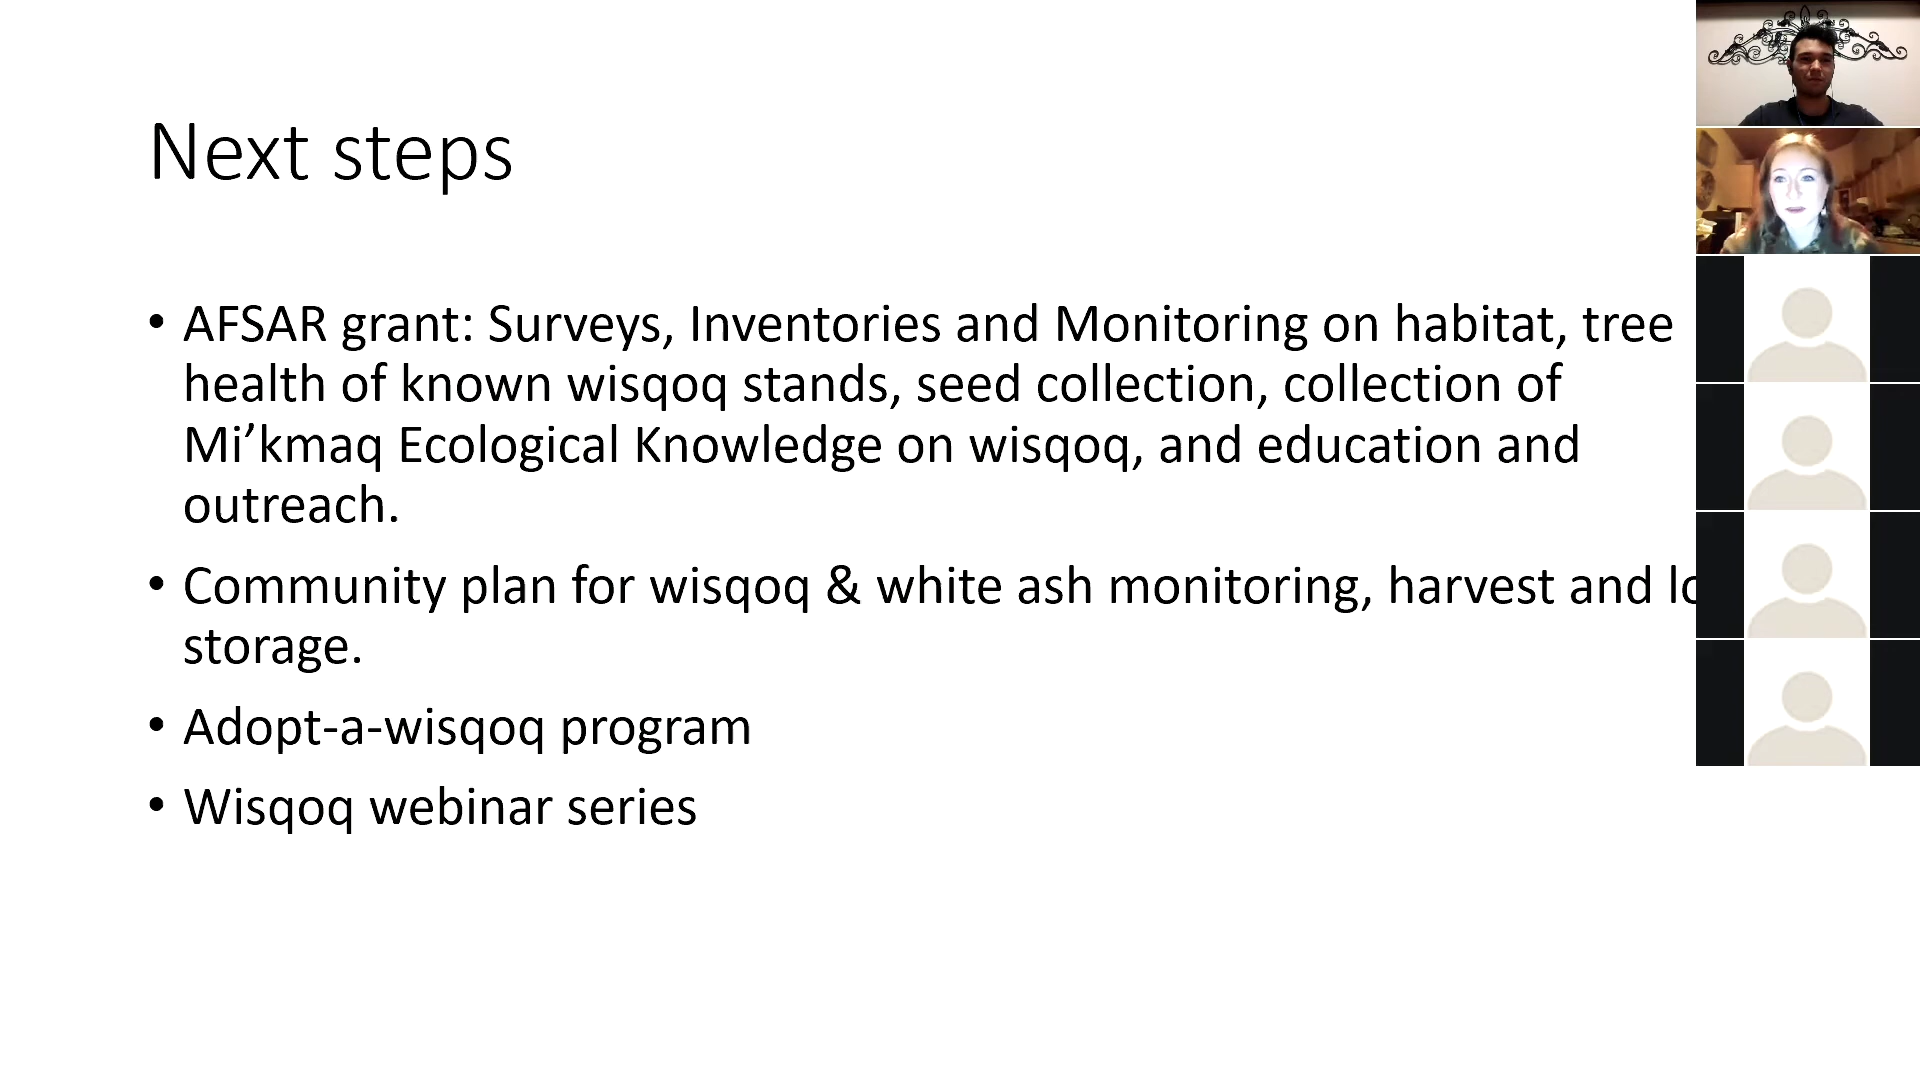 Next steps
• AFSAR grant: Surveys, Inventories and Monitoring on habitat, tree
health of known wisqoq stands, seed collection, collection of
Mi’kmaq Ecological Knowledge on wisqoq, and education and
outreach.
• Community plan for wisqoq & white ash monitoring, harvest and
storage.
• Adopt-a-wisqoq program
• Wisqoq webinar series